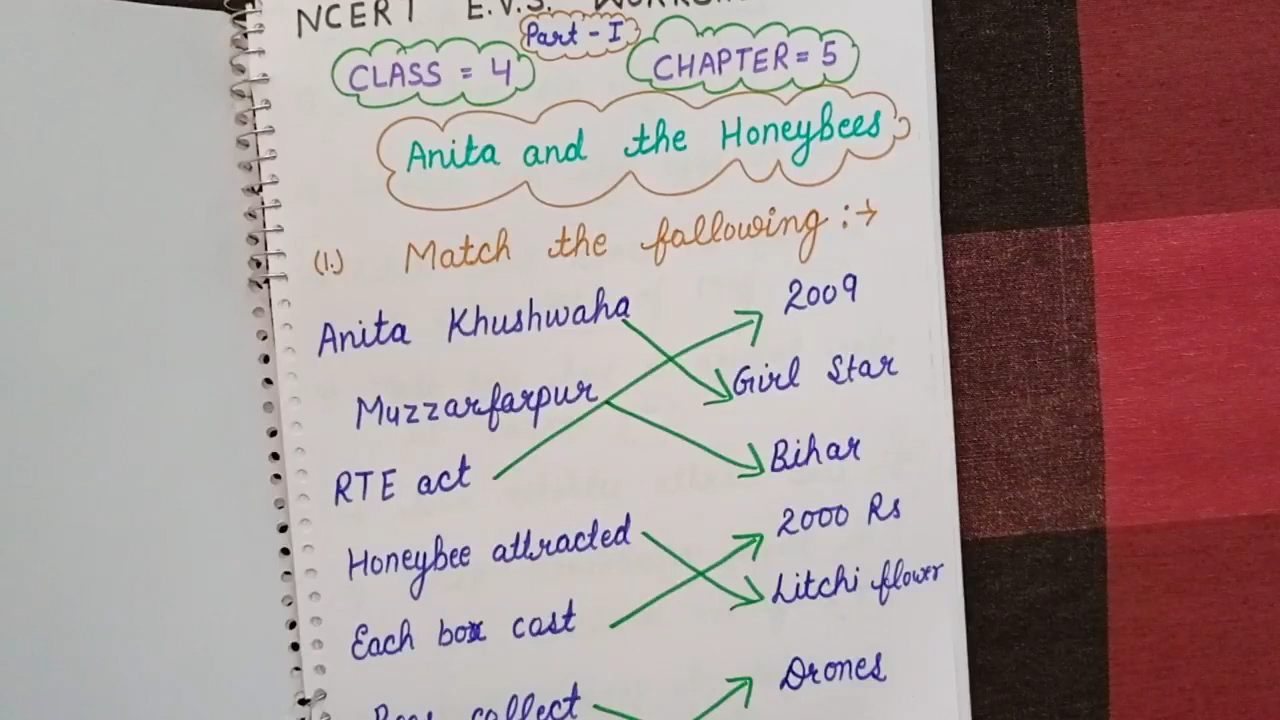 NCERT E.V.S.
Part - I
CLASS = 4 CHAPTER = 5
Anita and the Honeybees
(1.) Match the following :→
Anita Khushwaha 2009
Muzzarfarpur Girl Star
RTE act Bihar
Honeybee attracted 2000 Rs
Each box cost Litchi flower
collect Drones